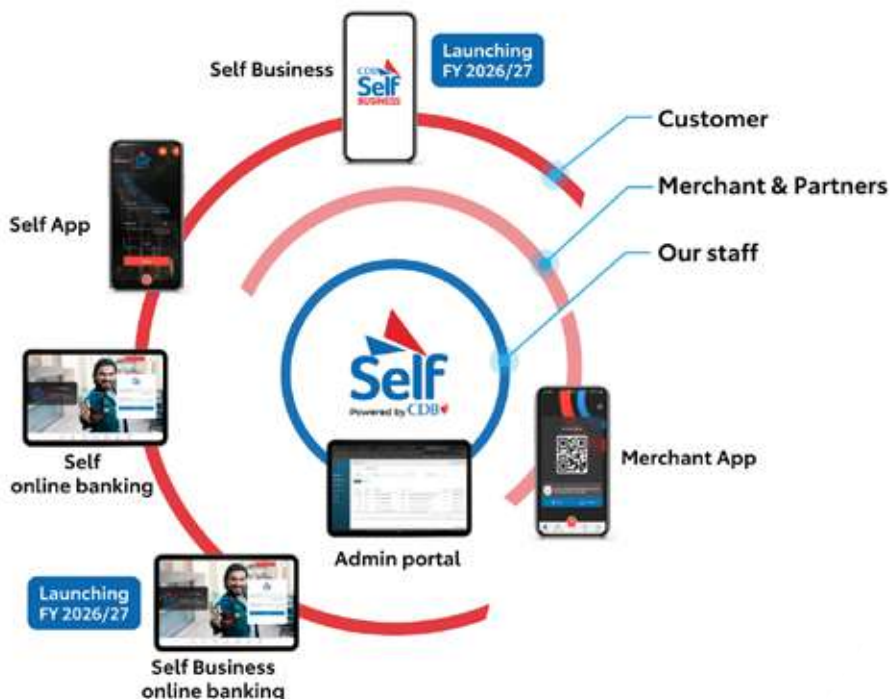 Self Business
CDB
Self
BUSINESS
Launching
FY 2026/27
Customer
Merchant & Partners
Our staff
Self App
Self
Powered by CDB
Self
online banking
Merchant App
Admin portal
Launching
FY 2026/27
Self Business
online banking